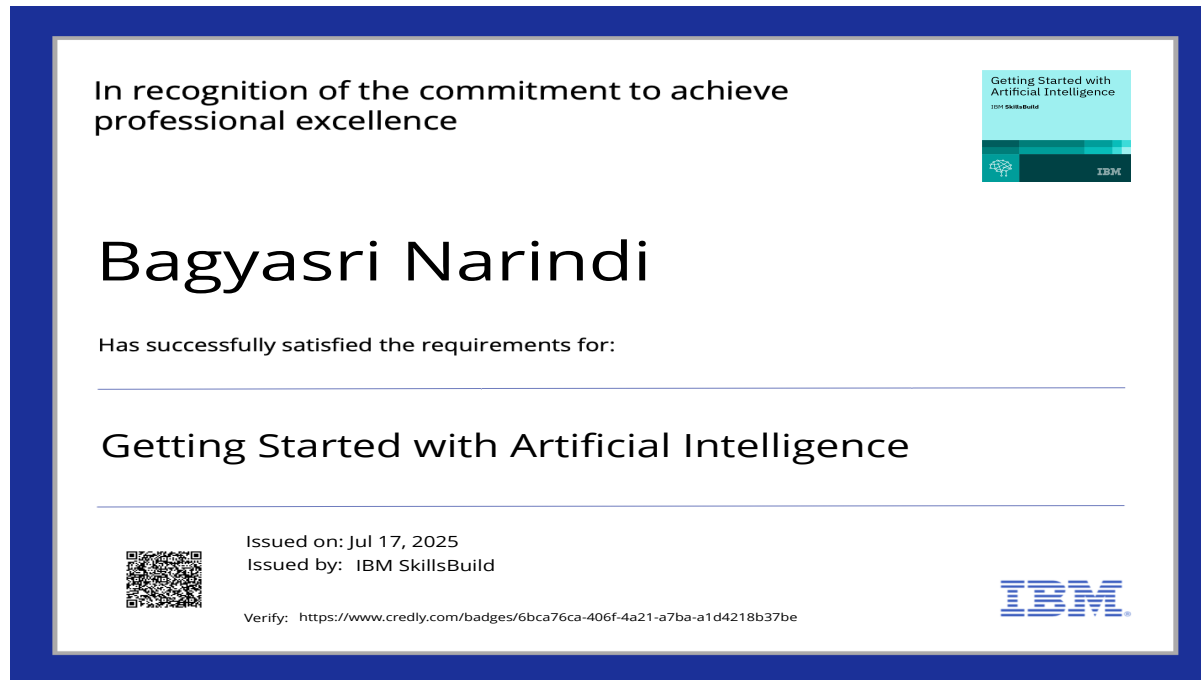 In recognition of the commitment to achieve
professional excellence
Getting Started with
Artificial Intelligence
IBM SkillsBuild
IBM
Bagyasri Narindi
Has successfully satisfied the requirements for:
Getting Started with Artificial Intelligence
Issued on: Jul 17, 2025
Issued by: IBM SkillsBuild
Verify: https://www.credly.com/badges/6bca76ca-406f-4a21-a7ba-a1d4218b37be
IBM®